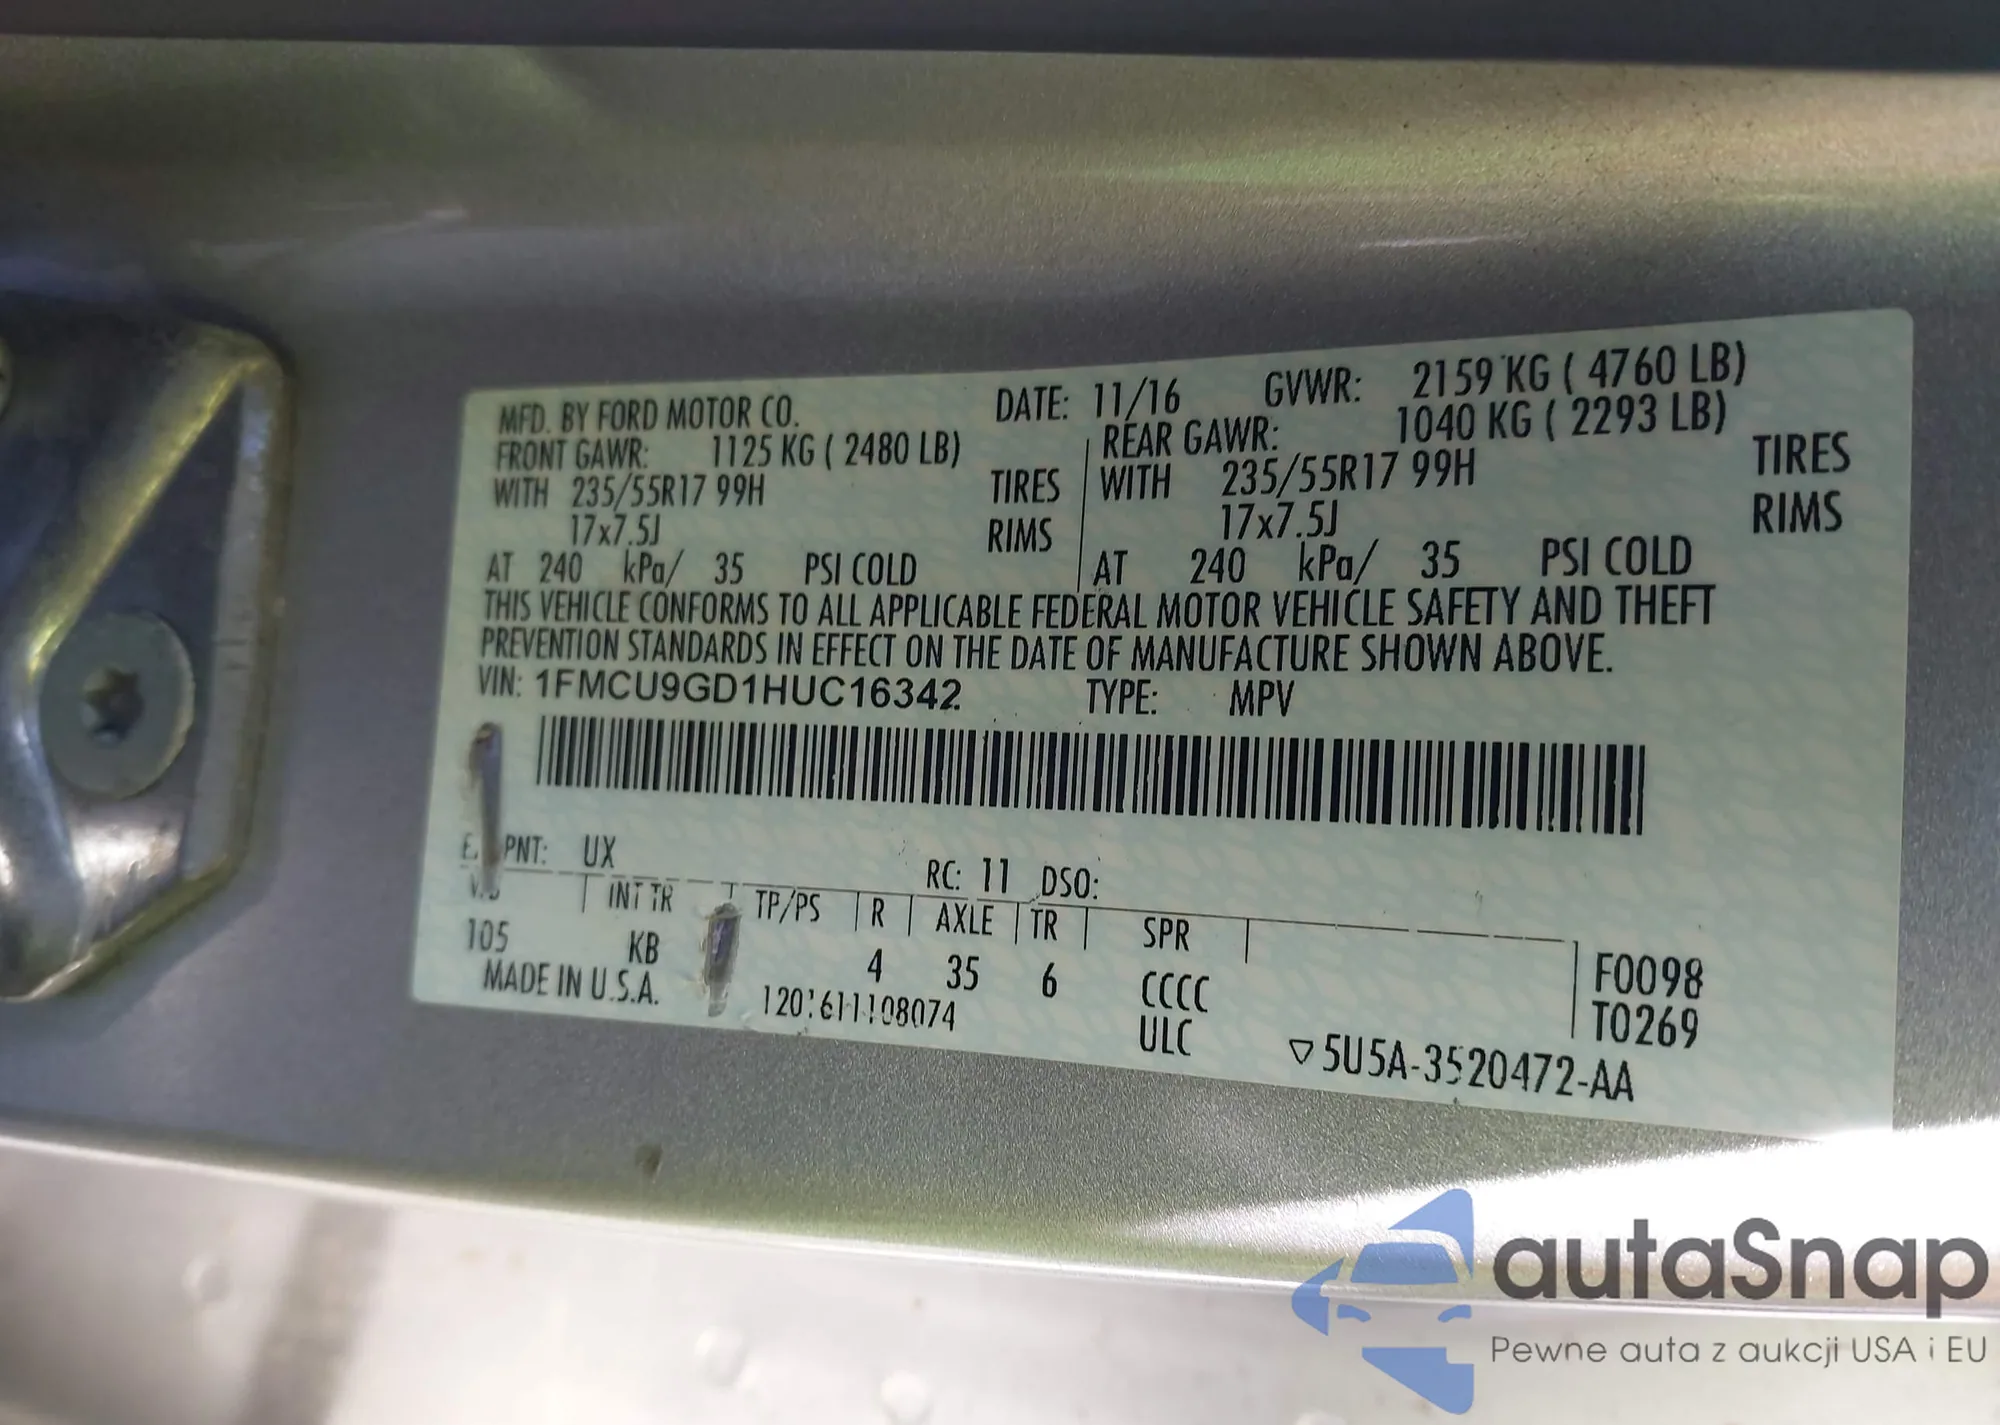 MFD. BY FORD MOTOR CO. DATE: 11/16 GVWR: 2159 KG ( 4760 LB)
FRONT GAWR: 1125 KG ( 2480 LB) REAR GAWR: 1040 KG ( 2293 LB)
WITH 235/55R17 99H TIRES WITH 235/55R17 99H TIRES
17x7.5J RIMS 17x7.5J RIMS
AT 240 kPa/ 35 PSI COLD AT 240 kPa/ 35 PSI COLD
THIS VEHICLE CONFORMS TO ALL APPLICABLE FEDERAL MOTOR VEHICLE SAFETY AND THEFT
PREVENTION STANDARDS IN EFFECT ON THE DATE OF MANUFACTURE SHOWN ABOVE.
VIN: 1FMCU9GD1HUC16342 TYPE: MPV
PNT: UX RC: 11 DSO:
INT TR TP/PS R AXLE TR SPR
105 KB 4 35 6 CCCC F0098
MADE IN U.S.A. ULC T0269
▽5U5A-3520472-AA
autaSnap
Pewne auta z aukcji USA i EU